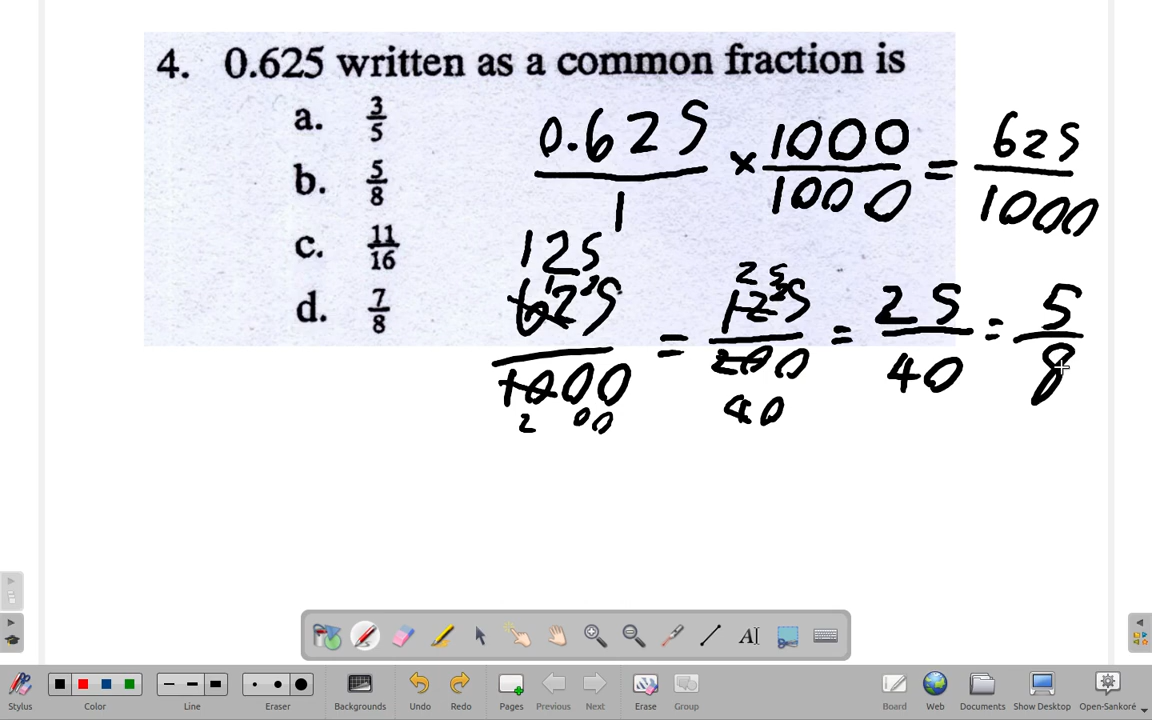 4. 0.625 written as a common fraction is
a. 3/5
b. 5/8
c. 11/16
d. 7/8
0.625/1 × 1000/1000 = 625/1000
125 25
625/1000 = 125/200 = 25/40 = 5/8
2 00 40
Stylus Color Line Eraser Backgrounds Undo Redo Pages Previous Next Erase Group Board Web Documents Show Desktop Open-Sankoré